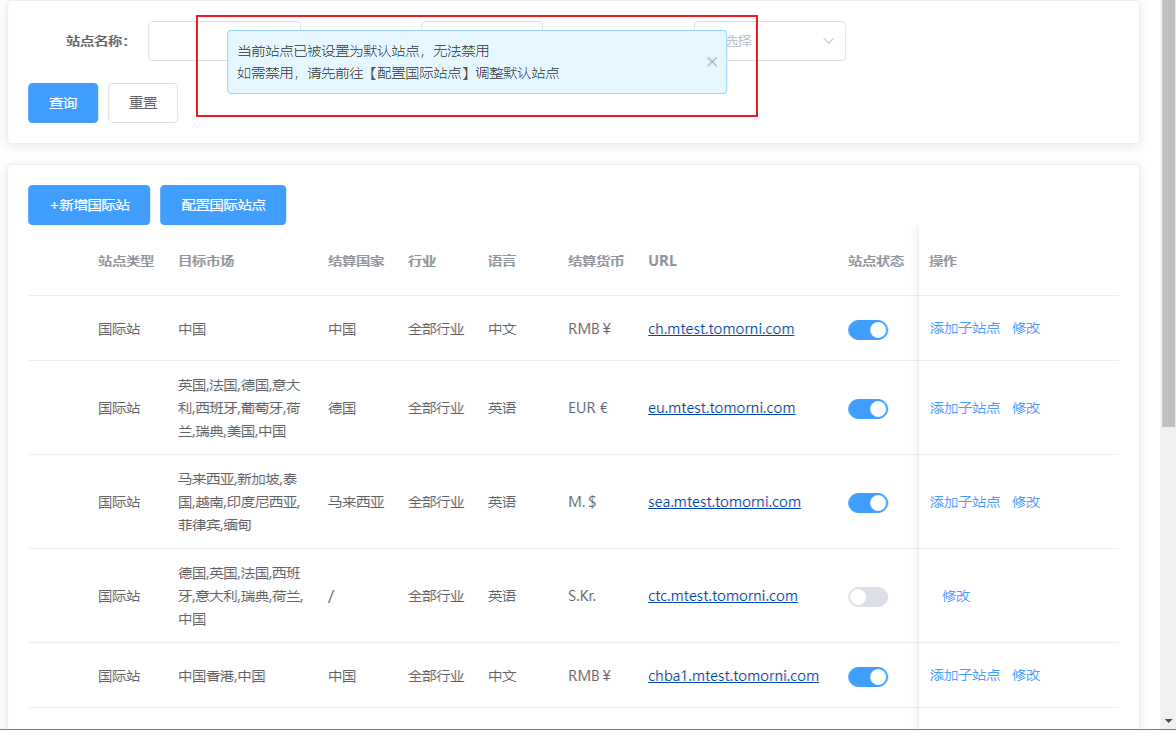 站点名称：
当前站点已被设置为默认站点，无法禁用
如需禁用，请先前往【配置国际站点】调整默认站点
选择
查询 重置
+新增国际站 配置国际站点
站点类型 目标市场 结算国家 行业 语言 结算货币 URL 站点状态 操作
国际站 中国 中国 全部行业 中文 RMB ¥ ch.mtest.tomorni.com 添加子站点 修改
英国,法国,德国,意大
国际站 利,西班牙,葡萄牙,荷 德国 全部行业 英语 EUR € eu.mtest.tomorni.com 添加子站点 修改
兰,瑞典,美国,中国
马来西亚,新加坡,泰
国际站 国,越南,印度尼西亚, 马来西亚 全部行业 英语 M. $ sea.mtest.tomorni.com 添加子站点 修改
菲律宾,缅甸
德国,英国,法国,西班
国际站 牙,意大利,瑞典,荷兰, / 全部行业 英语 S.Kr. ctc.mtest.tomorni.com 修改
中国
国际站 中国香港,中国 中国 全部行业 中文 RMB ¥ chba1.mtest.tomorni.com 添加子站点 修改